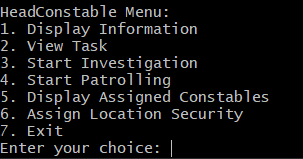 HeadConstable Menu:
1. Display Information
2. View Task
3. Start Investigation
4. Start Patrolling
5. Display Assigned Constables
6. Assign Location Security
7. Exit
Enter your choice: